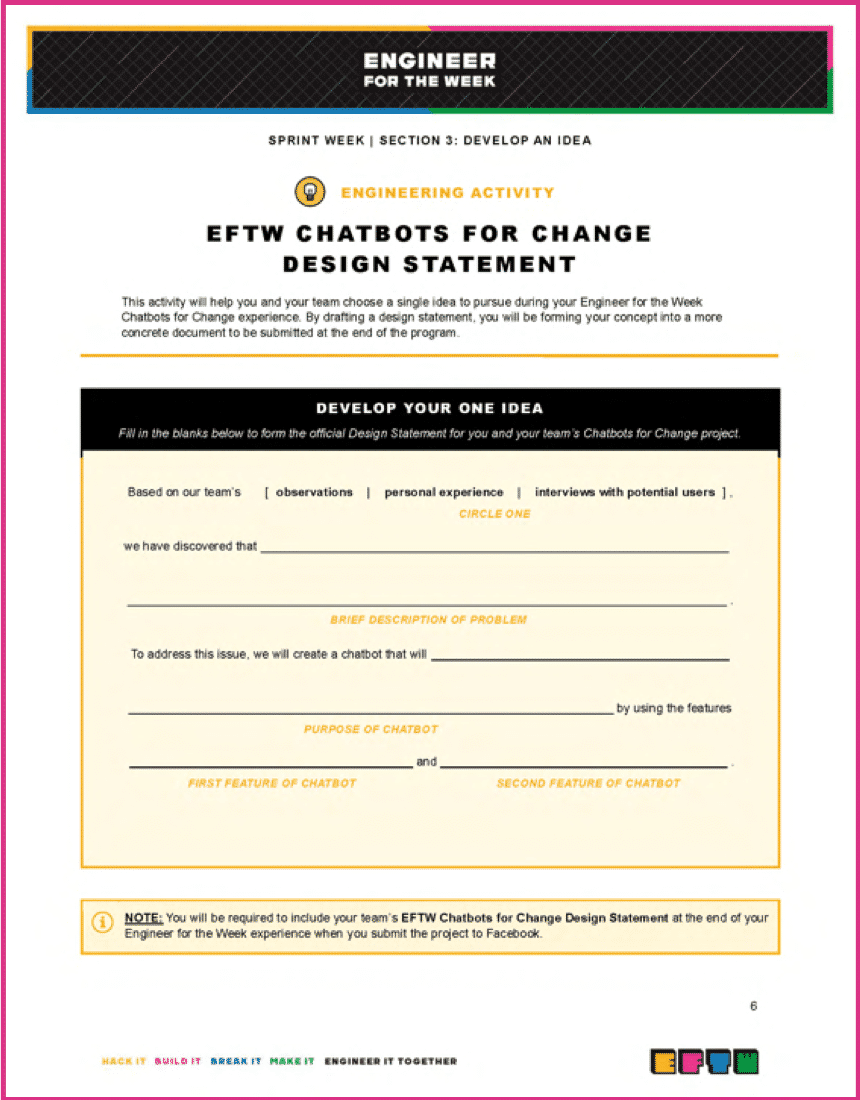 ENGINEER
FOR THE WEEK
SPRINT WEEK | SECTION 3: DEVELOP AN IDEA
ENGINEERING ACTIVITY
EFTW CHATBOTS FOR CHANGE
DESIGN STATEMENT
This activity will help you and your team choose a single idea to pursue during your Engineer for the Week
Chatbots for Change experience. By drafting a design statement, you will be forming your concept into a more
concrete document to be submitted at the end of the program.
DEVELOP YOUR ONE IDEA
Fill in the blanks below to form the official Design Statement for you and your team's Chatbots for Change project.
Based on our team's [ observations | personal experience | interviews with potential users ] ,
CIRCLE ONE
we have discovered that
.
BRIEF DESCRIPTION OF PROBLEM
To address this issue, we will create a chatbot that will
by using the features
PURPOSE OF CHATBOT
and .
FIRST FEATURE OF CHATBOT SECOND FEATURE OF CHATBOT
NOTE: You will be required to include your team's EFTW Chatbots for Change Design Statement at the end of your
Engineer for the Week experience when you submit the project to Facebook.
6
HACK IT BUILD IT BREAK IT MAKE IT ENGINEER IT TOGETHER
EFTW